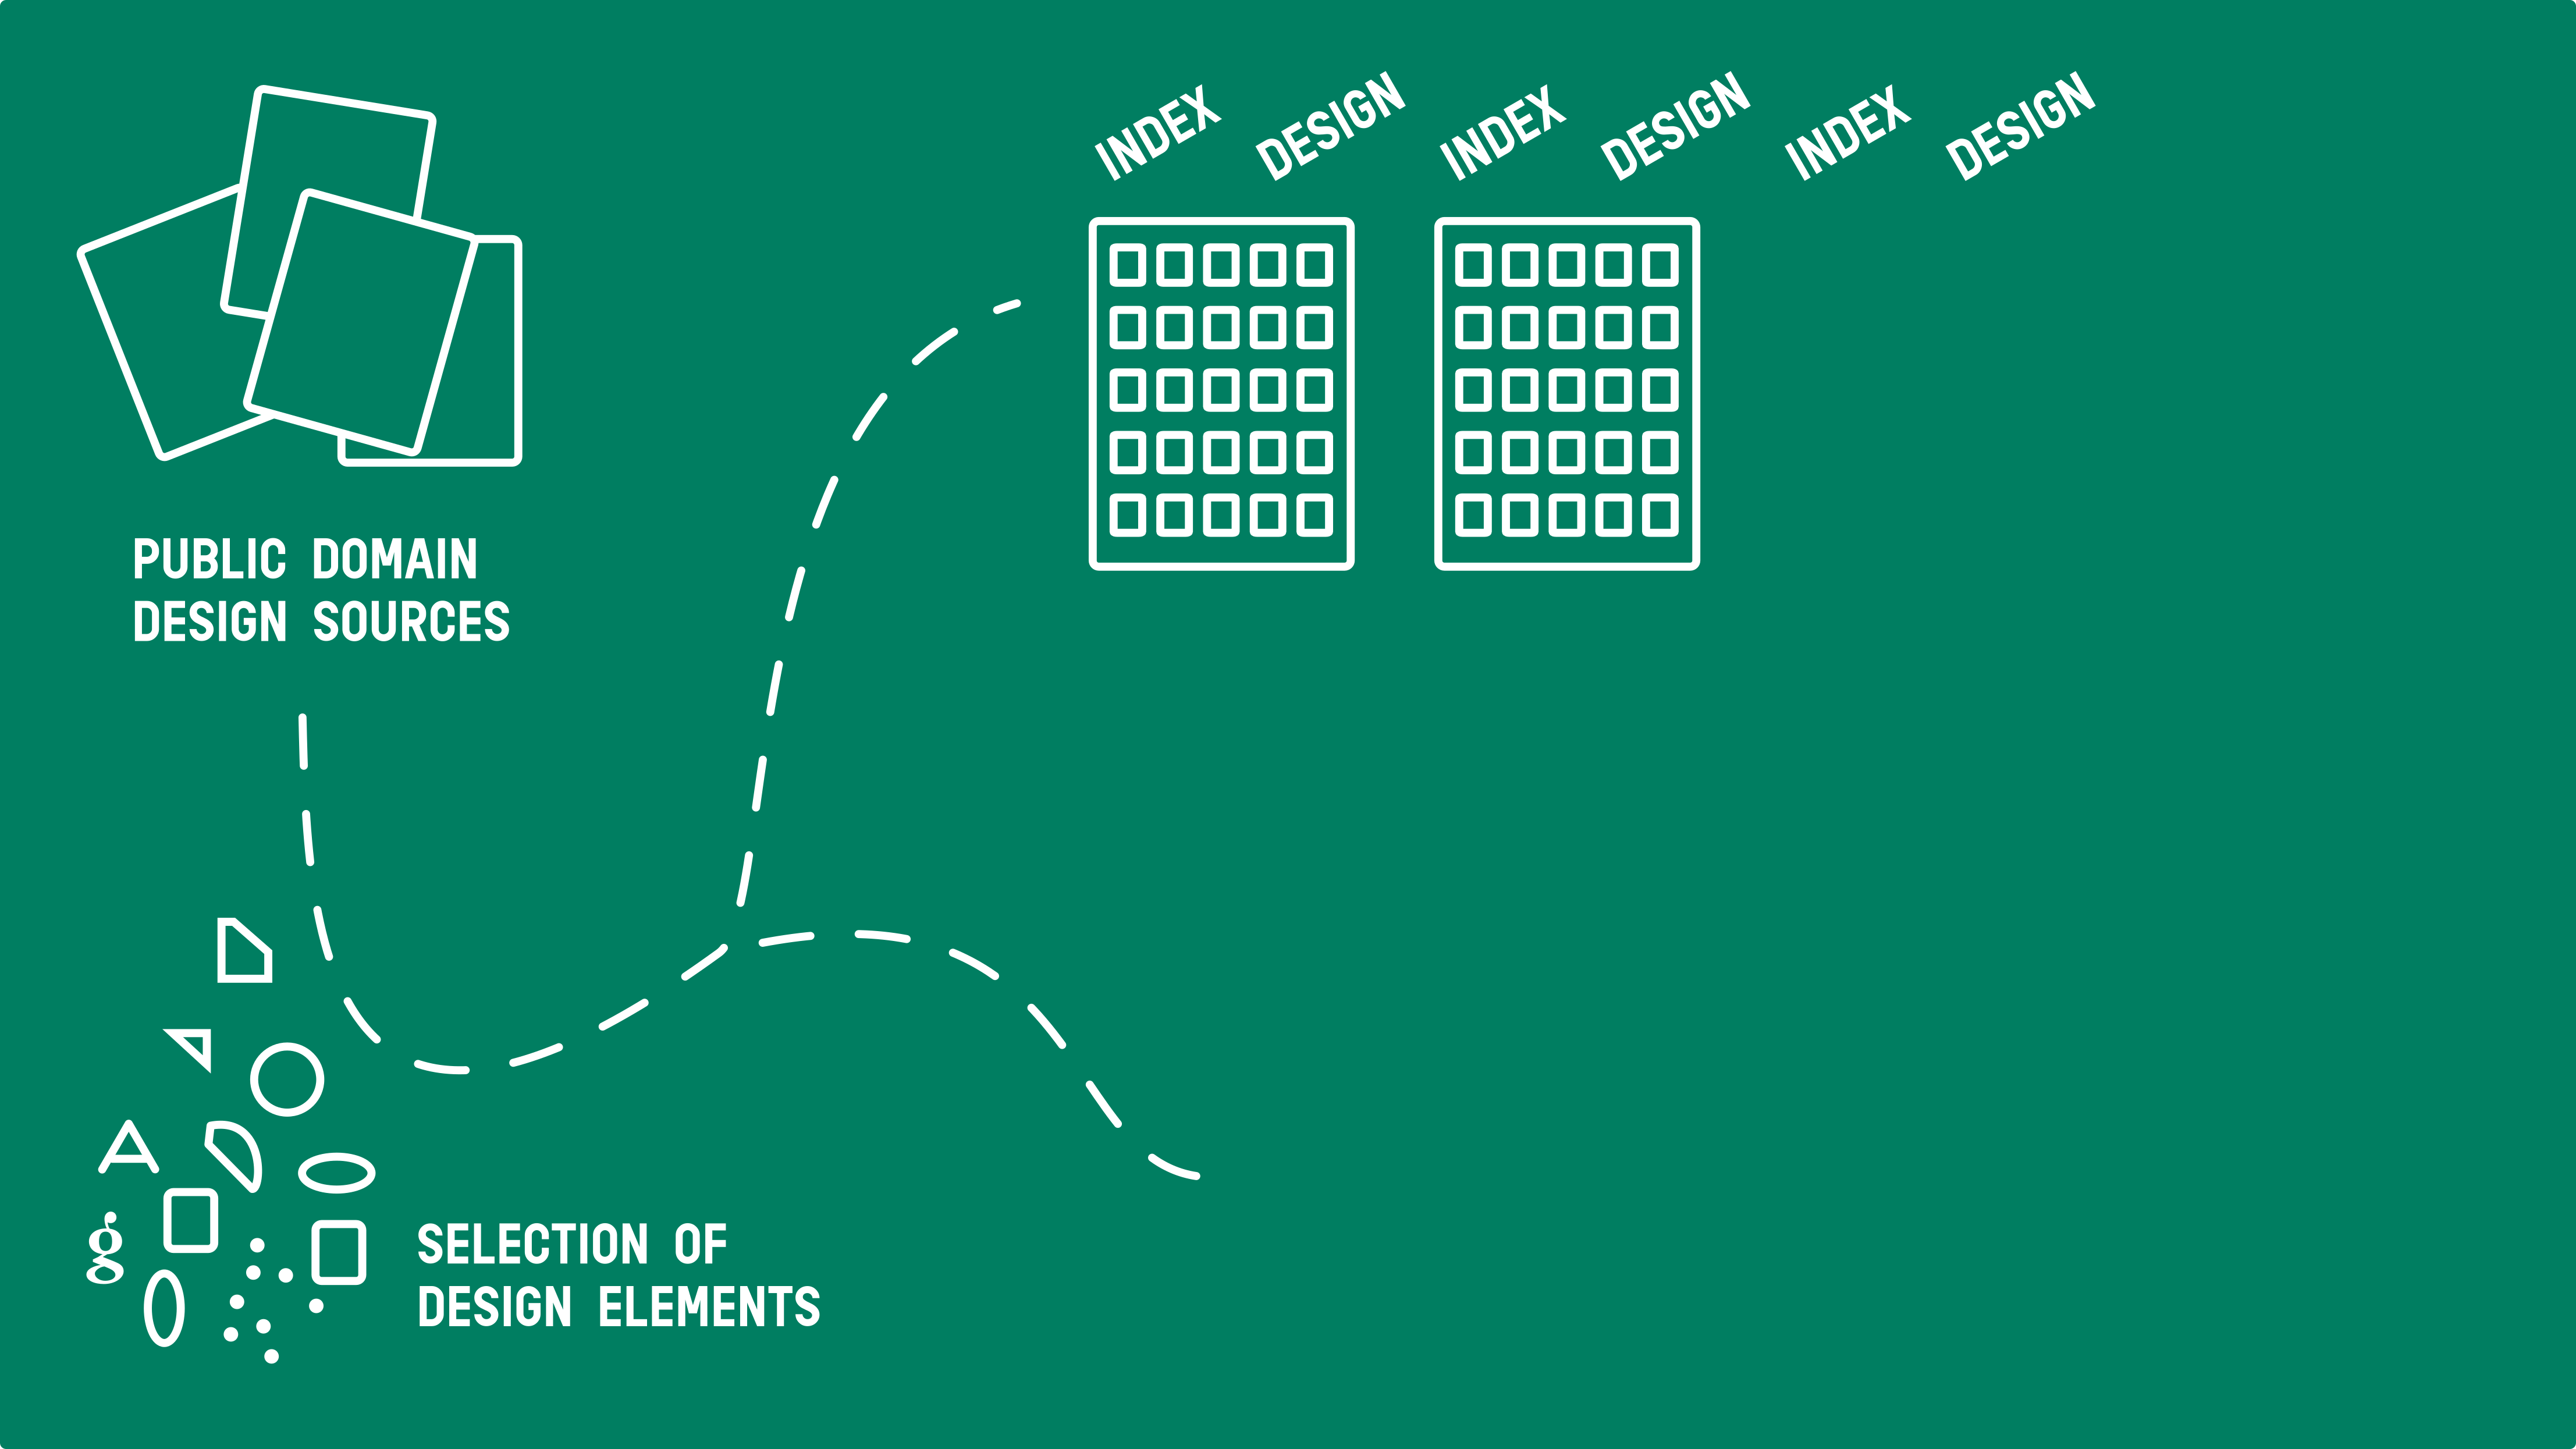 INDEX DESIGN INDEX DESIGN INDEX DESIGN
PUBLIC DOMAIN
DESIGN SOURCES
A
g
SELECTION OF
DESIGN ELEMENTS